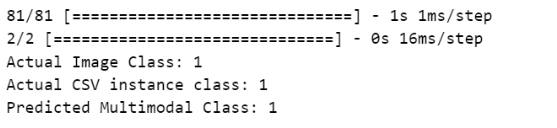 81/81 [==============================] - 1s 1ms/step
2/2 [==============================] - 0s 16ms/step
Actual Image Class: 1
Actual CSV instance class: 1
Predicted Multimodal Class: 1